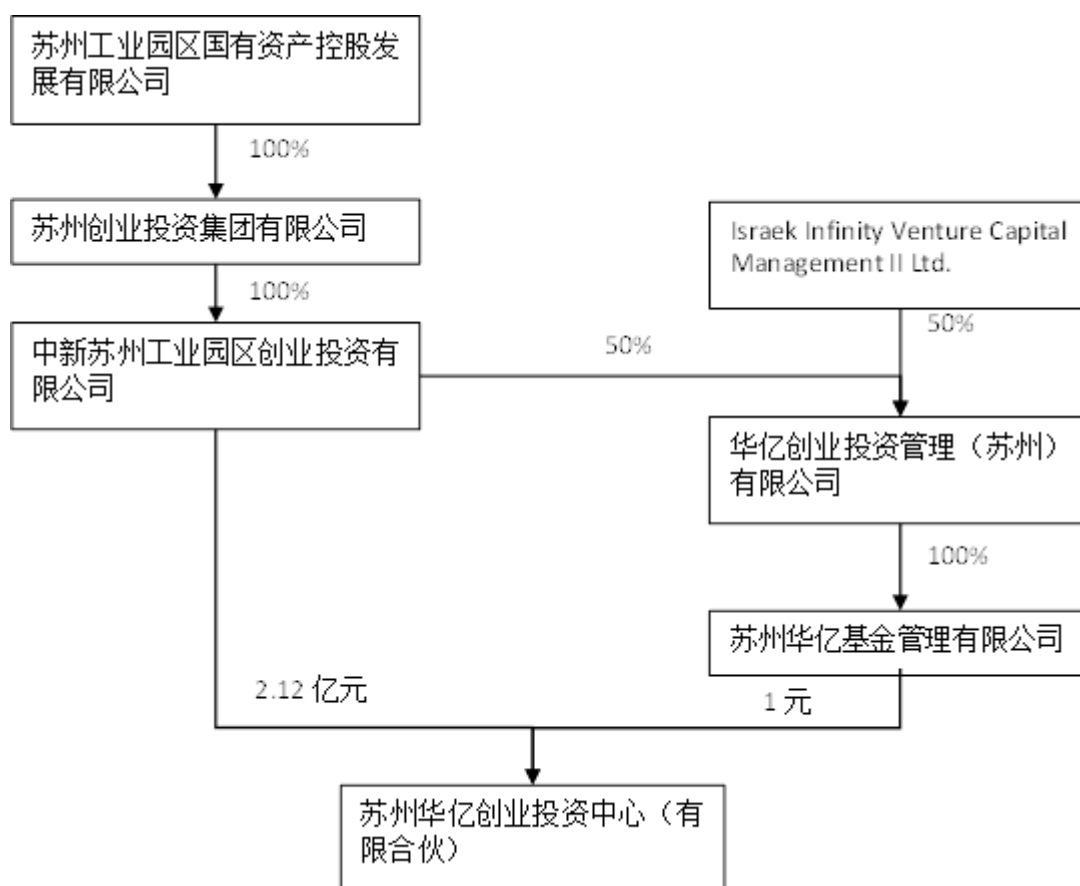 苏州工业园区国有资产控股发
展有限公司
100%
苏州创业投资集团有限公司
Israek Infinity Venture Capital
Management II Ltd.
100%
50%
中新苏州工业园区创业投资有
限公司
50%
华亿创业投资管理（苏州）
有限公司
100%
苏州华亿基金管理有限公司
2.12 亿元
1 元
苏州华亿创业投资中心（有
限合伙）